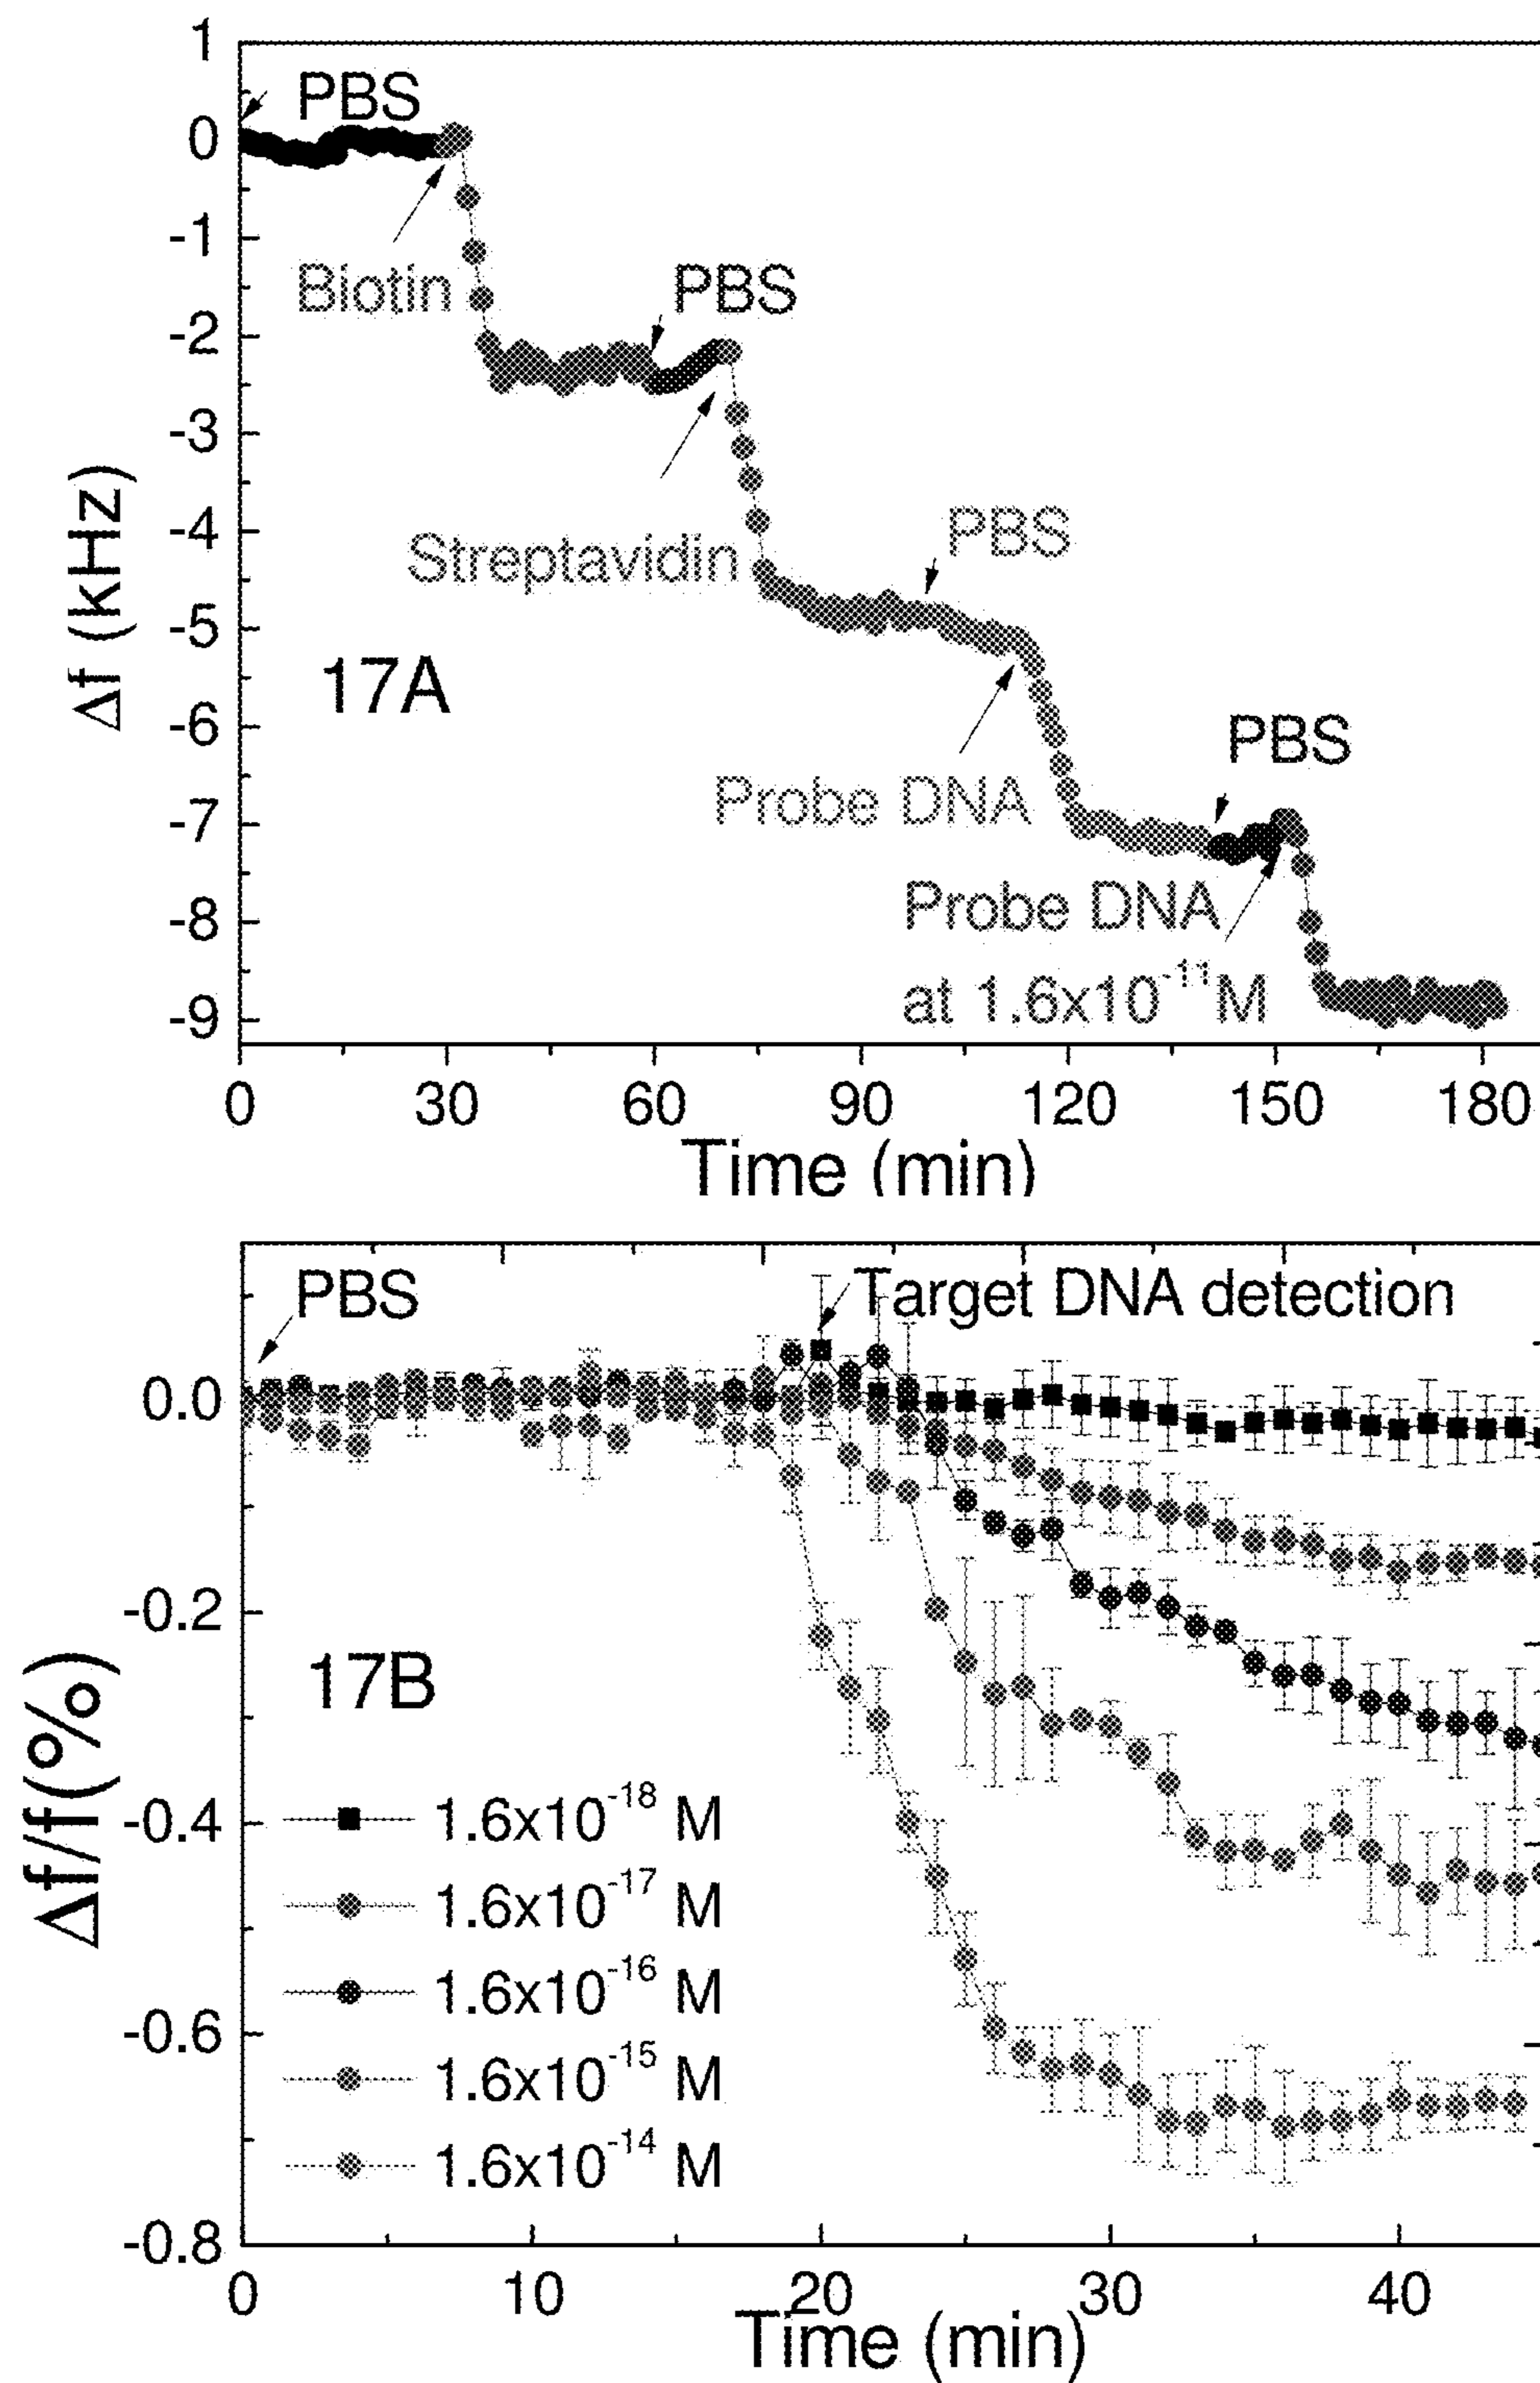 1
PBS
0
-1
Biotin
PBS
-2
-3
-4
Streptavidin
PBS
-5
Δf (kHz)
17A
-6
PBS
-7
Probe DNA
-8
Probe DNA
at 1.6x10⁻¹¹M
-9
0 30 60 90 120 150 180
Time (min)
PBS
Target DNA detection
0.0
-0.2
17B
Δf/f(%)
-0.4
1.6x10⁻¹⁸ M
1.6x10⁻¹⁷ M
1.6x10⁻¹⁶ M
-0.6
1.6x10⁻¹⁵ M
1.6x10⁻¹⁴ M
-0.8
0 10 20 30 40
Time (min)